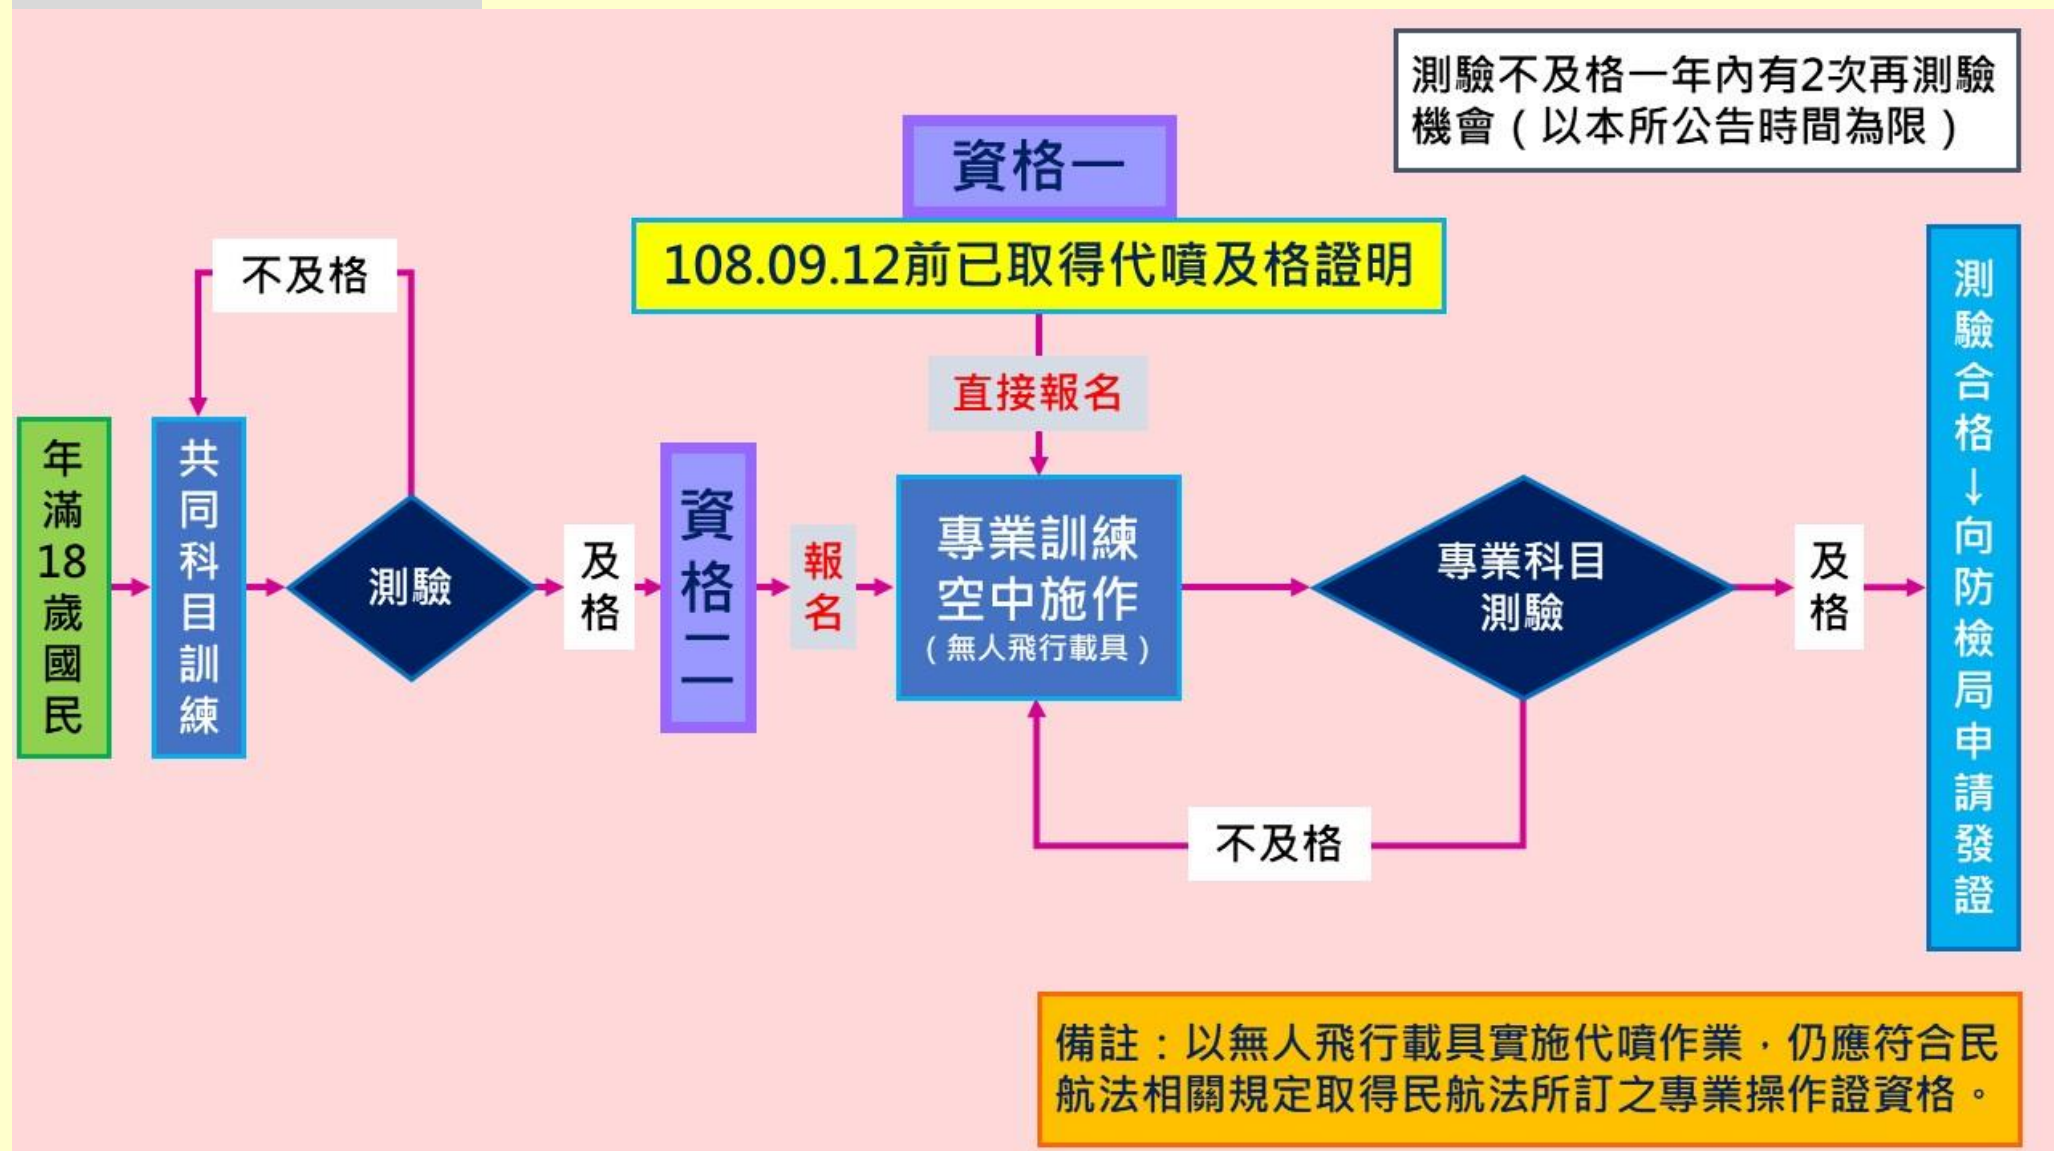 測驗不及格一年內有2次再測驗
機會（以本所公告時間為限）
資格一
108.09.12前已取得代噴及格證明
直接報名
不及格
年滿18歲國民
共同科目訓練
測驗
及格
資格二
報名
專業訓練
空中施作
（無人飛行載具）
專業科目
測驗
及格
不及格
測驗合格↓向防檢局申請發證
備註：以無人飛行載具實施代噴作業，仍應符合民
航法相關規定取得民航法所訂之專業操作證資格。